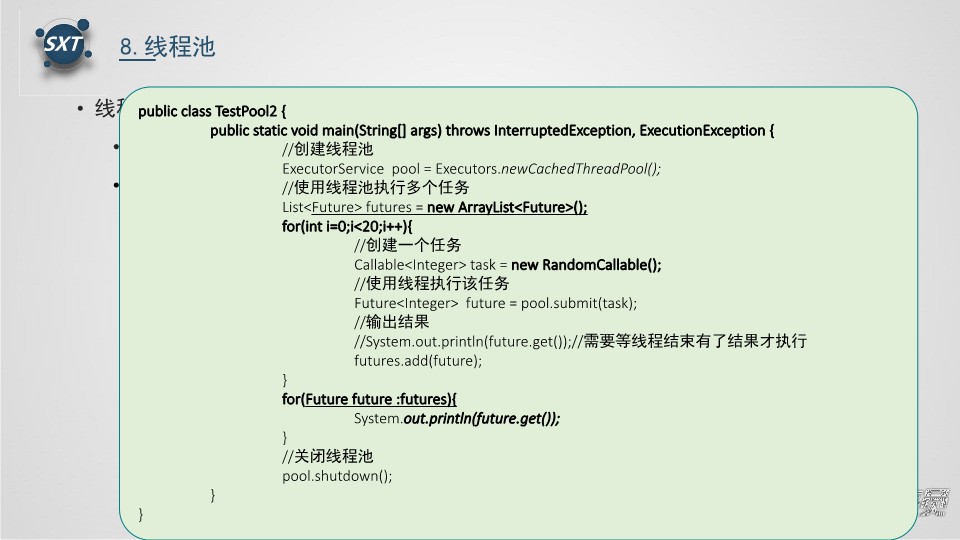 SXT
8. 线程池
• 线
public class TestPool2 {
public static void main(String[] args) throws InterruptedException, ExecutionException {
//创建线程池
ExecutorService pool = Executors.newCachedThreadPool();
//使用线程池执行多个任务
List<Future> futures = new ArrayList<Future>();
for(int i=0;i<20;i++){
//创建一个任务
Callable<Integer> task = new RandomCallable();
//使用线程执行该任务
Future<Integer> future = pool.submit(task);
//输出结果
//System.out.println(future.get());//需要等线程结束有了结果才执行
futures.add(future);
}
for(Future future :futures){
System.out.println(future.get());
}
//关闭线程池
pool.shutdown();
}
}